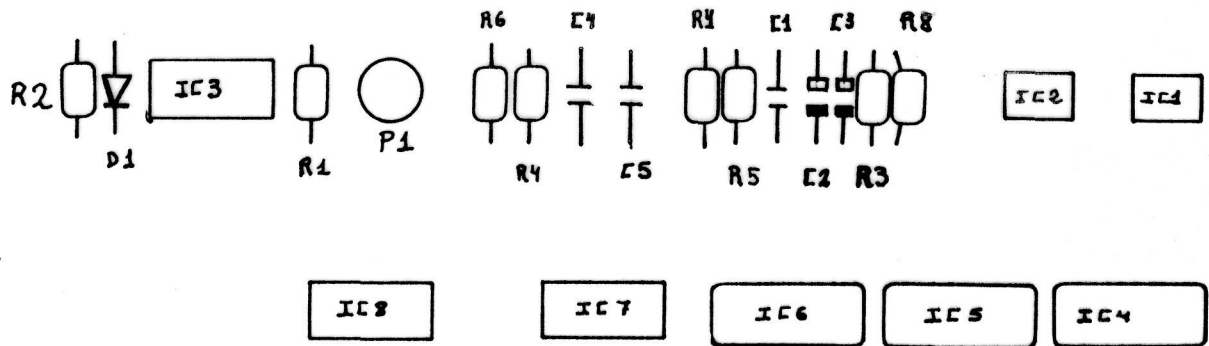 R6 C4 R4 C1 C3 R8
R2 IC3 IC2 IC1
D1 R1 P1 R4 C5 R5 C2 R3
IC8 IC7 IC6 IC5 IC4